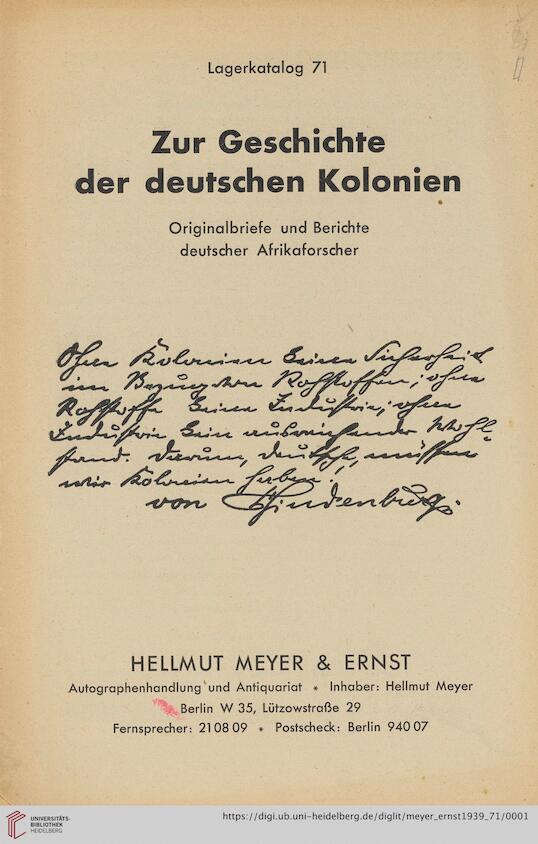 Lagerkatalog 71
Zur Geschichte
der deutschen Kolonien
Originalbriefe und Berichte
deutscher Afrikaforscher
Ohne Kolonien keine Sicherheit
im Bezug von Rohstoffen; ohne
Rohstoffe keine Industrie; ohne
Industrie kein ausreichender Wohl-
stand. Darum, Deutsche, müssen
wir Kolonien haben!
von Hindenburg.
HELLMUT MEYER & ERNST
Autographenhandlung und Antiquariat * Inhaber: Hellmut Meyer
Berlin W 35, Lützowstraße 29
Fernsprecher: 21 08 09 * Postscheck: Berlin 940 07
UNIVERSITÄTS-
BIBLIOTHEK
HEIDELBERG
https://digi.ub.uni-heidelberg.de/diglit/meyer_ernst1939_71/0001